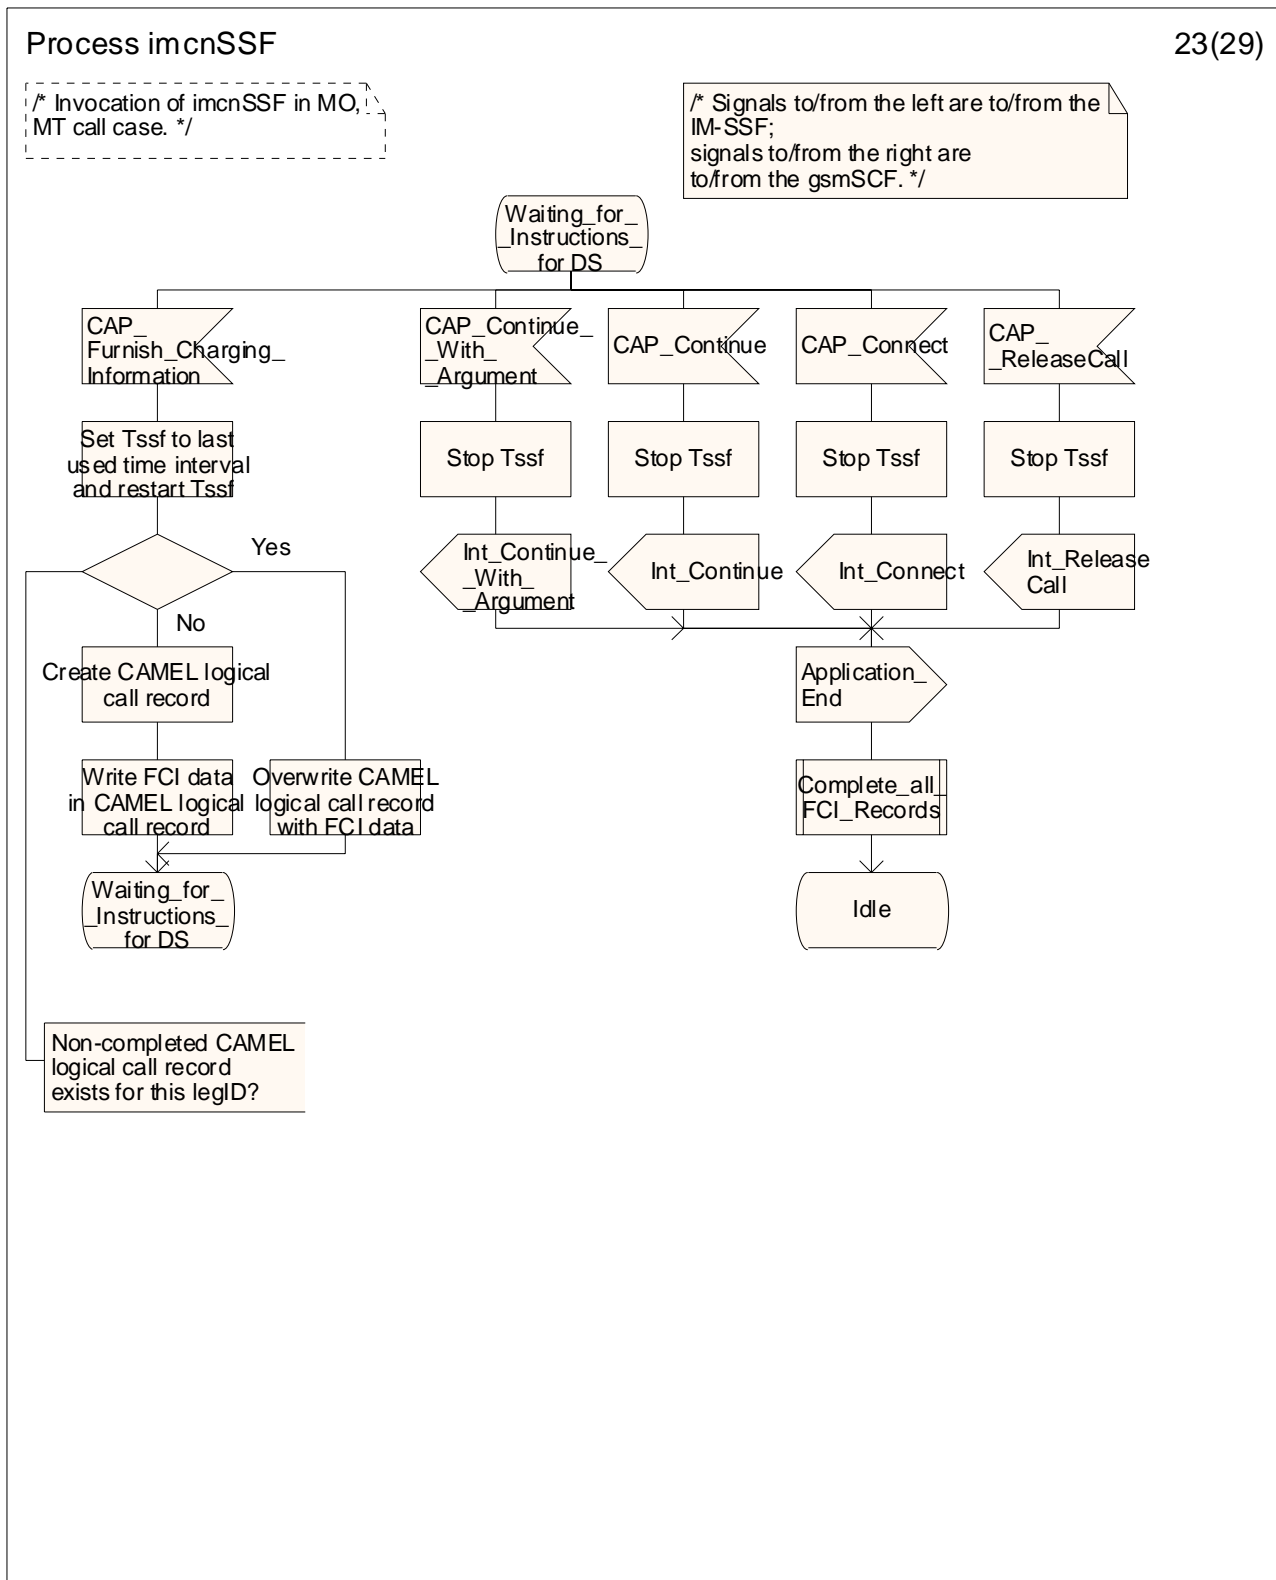 Process imcnSSF
23(29)
/* Invocation of imcnSSF in MO,
MT call case. */
/* Signals to/from the left are to/from the
IM-SSF;
signals to/from the right are
to/from the gsmSCF. */
Waiting_for_
_Instructions_
for DS
CAP_
Furnish_Charging_
Information
CAP_Continue_
_With_
_Argument
CAP_Continue
CAP_Connect
CAP_
_ReleaseCall
Set Tssf to last
used time interval
and restart Tssf
Stop Tssf
Stop Tssf
Stop Tssf
Stop Tssf
Yes
Int_Continue_
_With_
_Argument
Int_Continue
Int_Connect
Int_Release
Call
No
Create CAMEL logical
call record
Application_
End
Write FCI data
in CAMEL logical
call record
Overwrite CAMEL
logical call record
with FCI data
Complete_all_
FCI_Records
Waiting_for_
_Instructions_
for DS
Idle
Non-completed CAMEL
logical call record
exists for this legID?